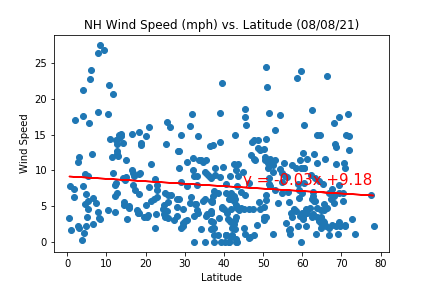 NH Wind Speed (mph) vs. Latitude (08/08/21)
25
20
15
10
5
0
Wind Speed
y = -0.03x +9.18
0 10 20 30 40 50 60 70 80
Latitude